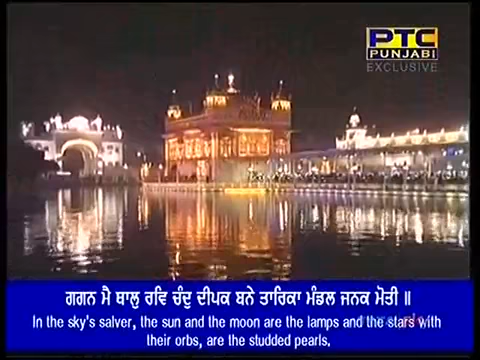 PTC
PUNJABI
EXCLUSIVE
ਗਗਨ ਮੈ ਥਾਲੁ ਰਵਿ ਚੰਦੁ ਦੀਪਕ ਬਨੇ ਤਾਰਿਕਾ ਮੰਡਲ ਜਨਕ ਮੋਤੀ ॥
In the sky's salver, the sun and the moon are the lamps and the stars with
their orbs, are the studded pearls.